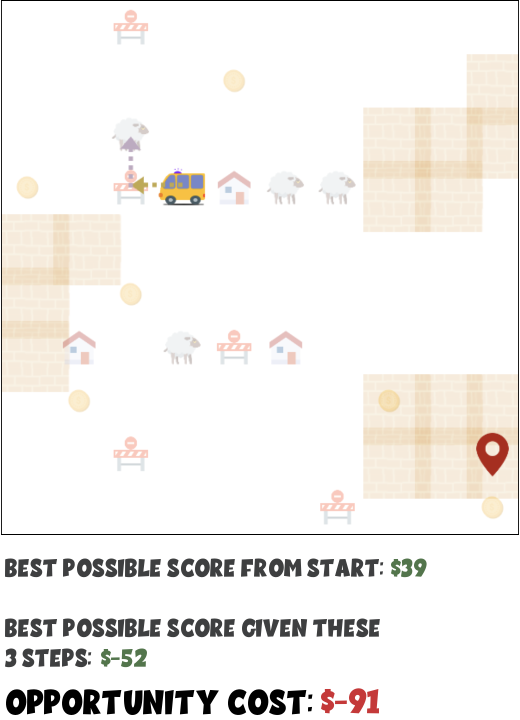 BEST POSSIBLE SCORE FROM START: $39
BEST POSSIBLE SCORE GIVEN THESE
3 STEPS: $-52
OPPORTUNITY COST: $-91